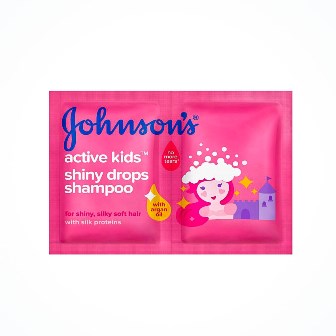 Johnson's®
active kids™
shiny drops
shampoo
no
more
tears®
for shiny, silky soft hair
with silk proteins
with
argan
oil